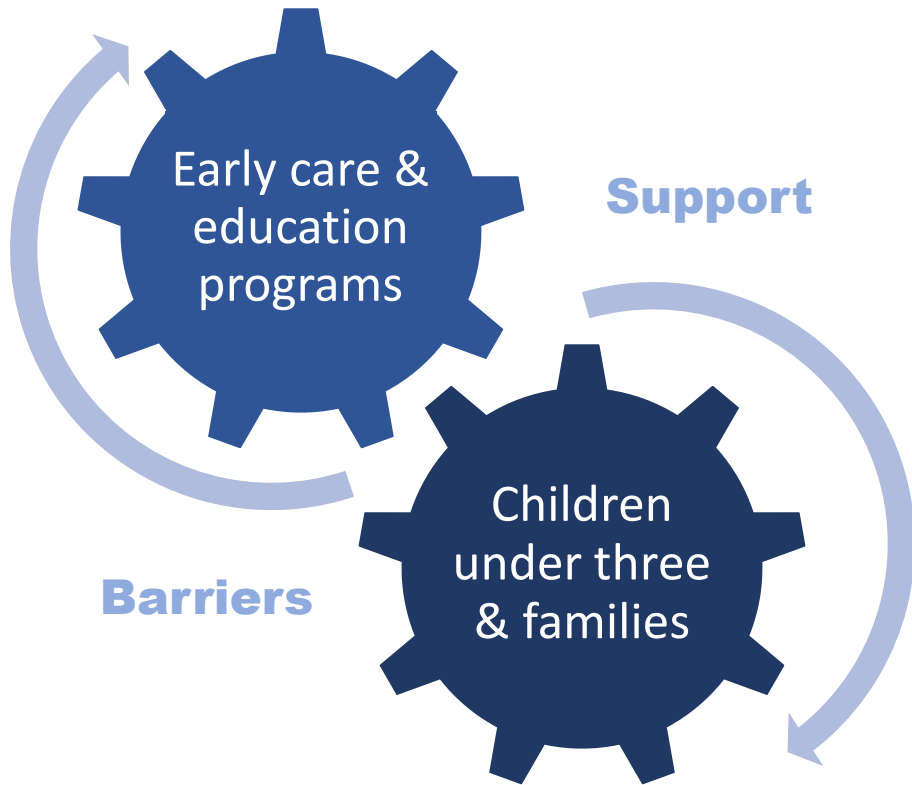 Early care &
education
programs
Support
Children
under three
& families
Barriers